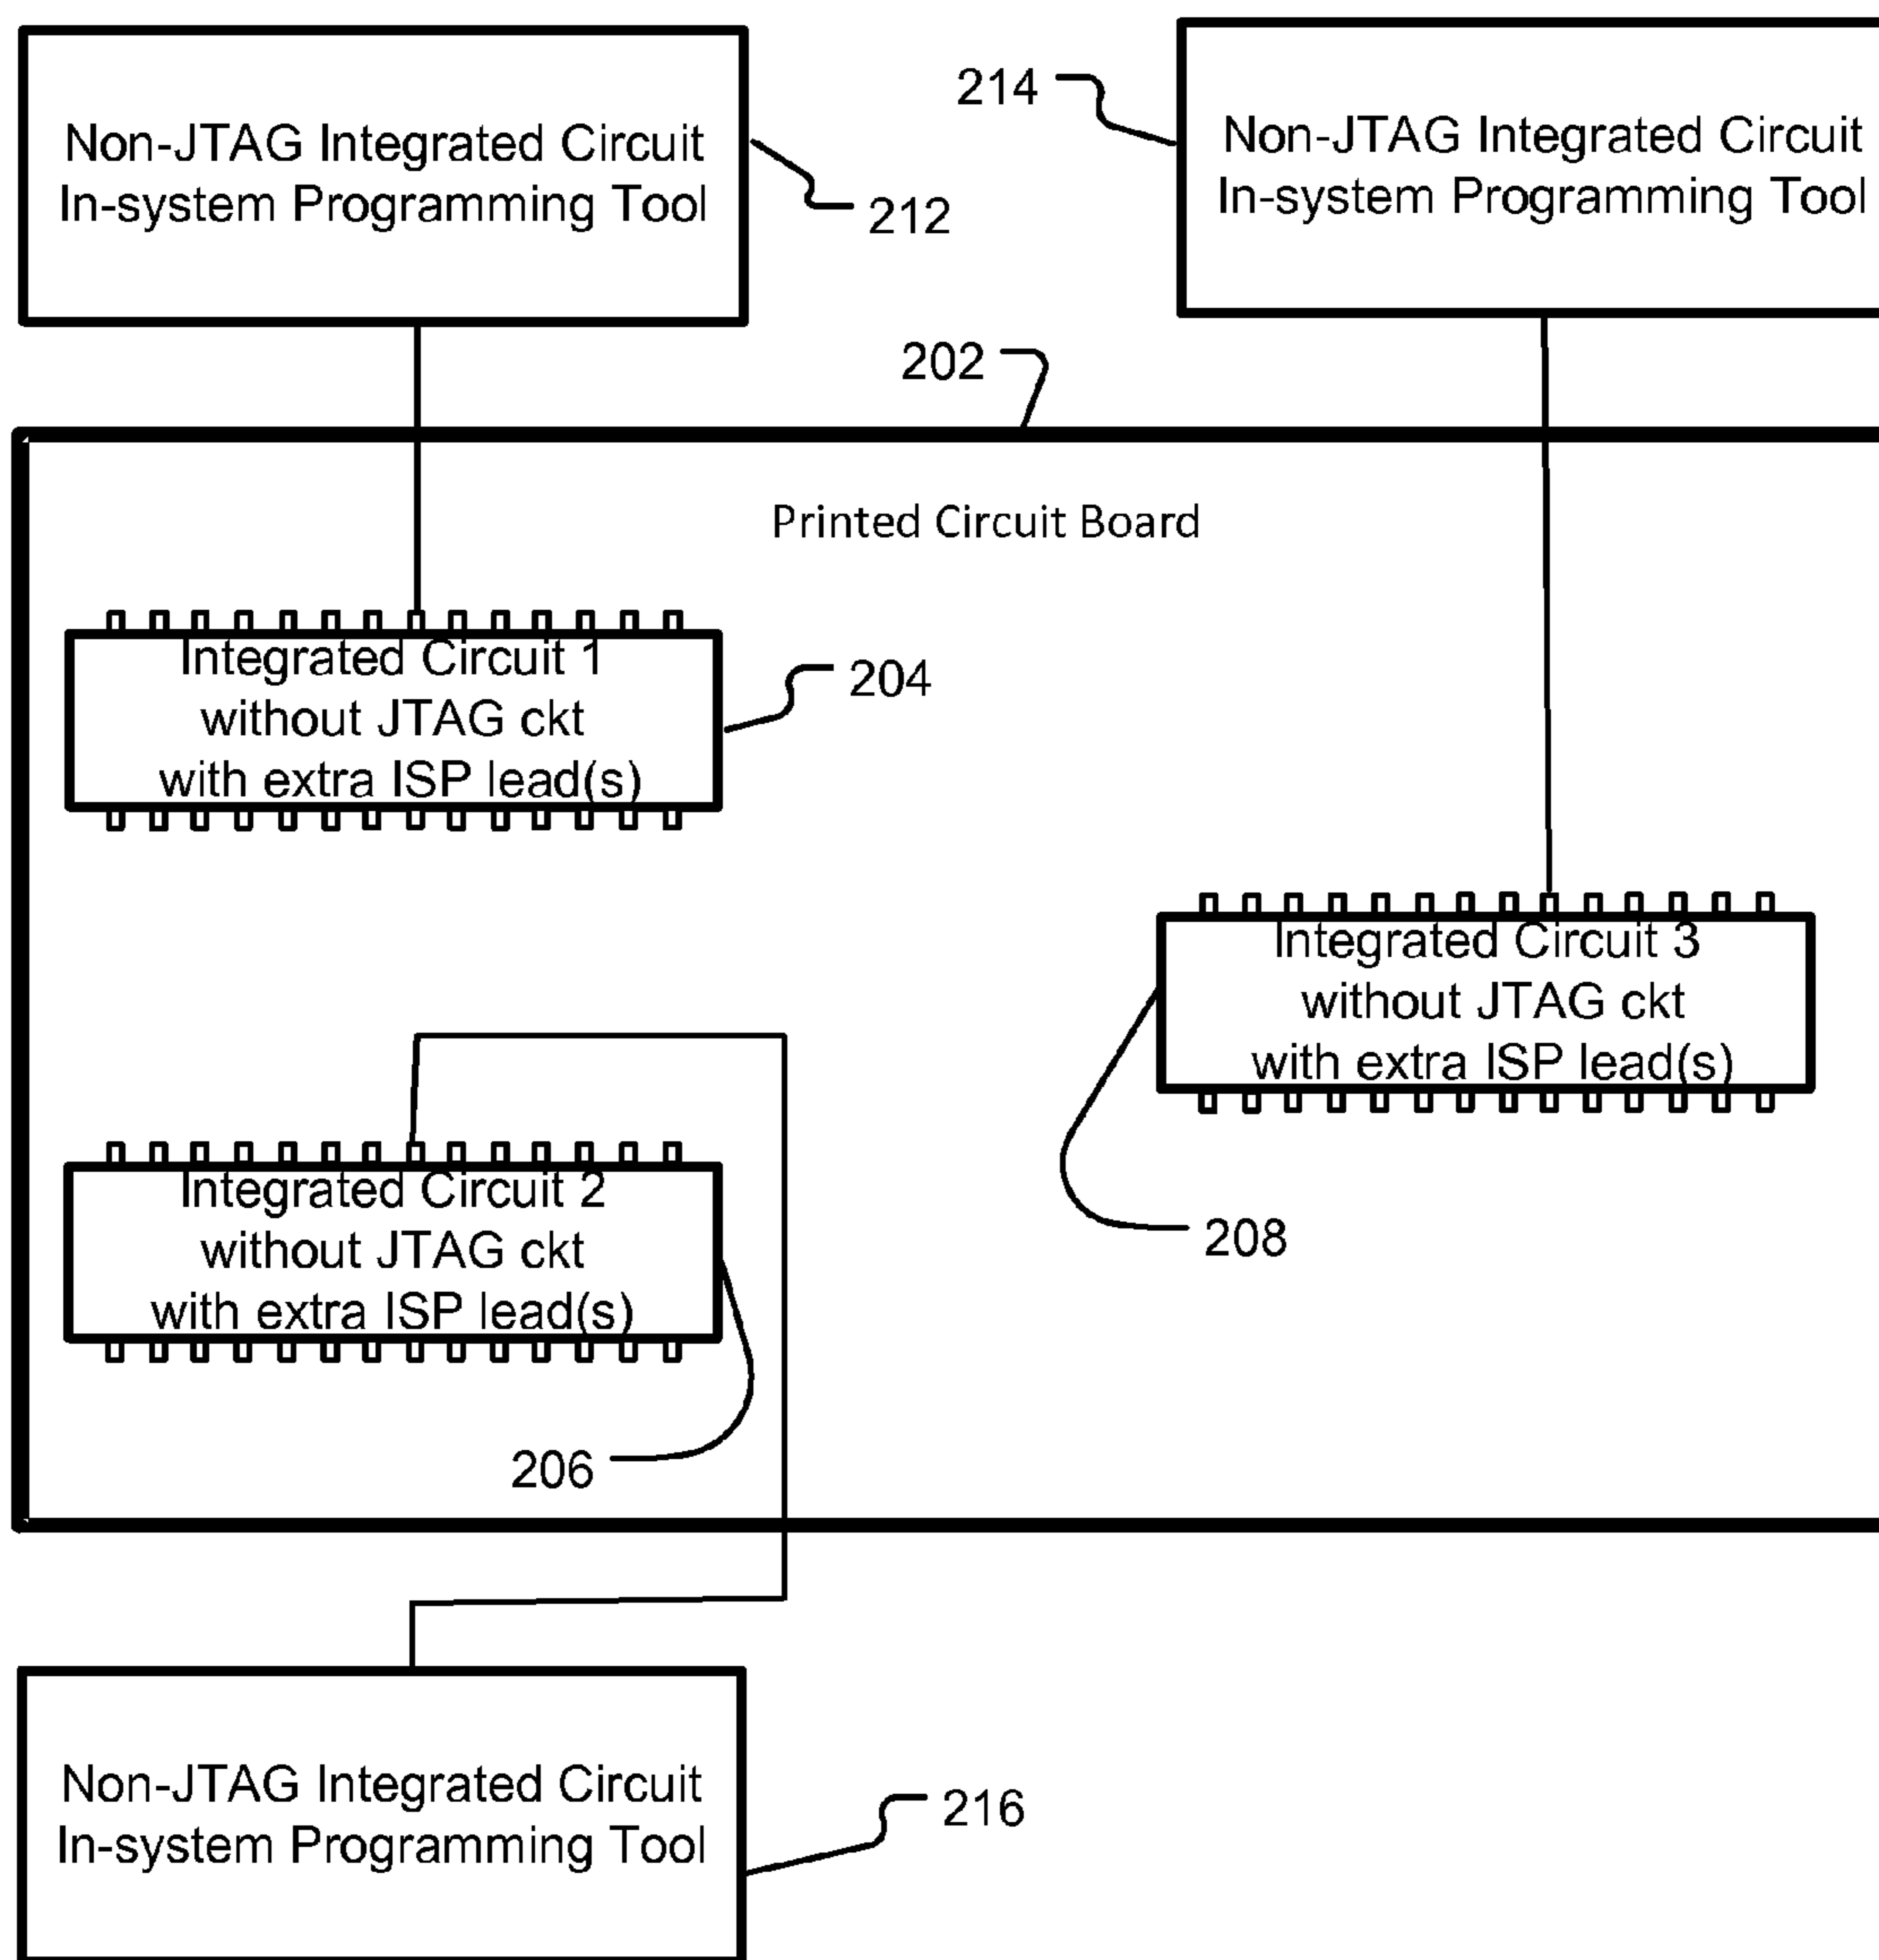 Non-JTAG Integrated Circuit
In-system Programming Tool
212
214
Non-JTAG Integrated Circuit
In-system Programming Tool
202
Printed Circuit Board
Integrated Circuit 1
without JTAG ckt
with extra ISP lead(s)
204
Integrated Circuit 3
without JTAG ckt
with extra ISP lead(s)
208
Integrated Circuit 2
without JTAG ckt
with extra ISP lead(s)
206
Non-JTAG Integrated Circuit
In-system Programming Tool
216